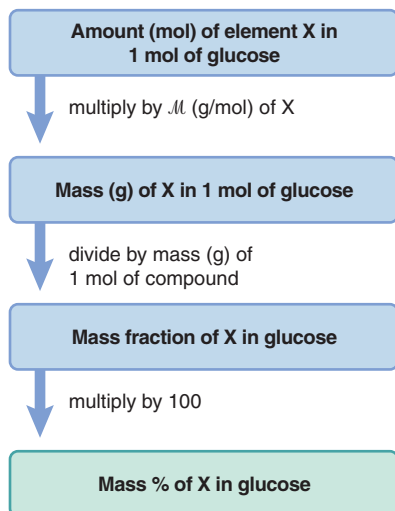 Amount (mol) of element X in
1 mol of glucose
multiply by ℳ (g/mol) of X
Mass (g) of X in 1 mol of glucose
divide by mass (g) of
1 mol of compound
Mass fraction of X in glucose
multiply by 100
Mass % of X in glucose